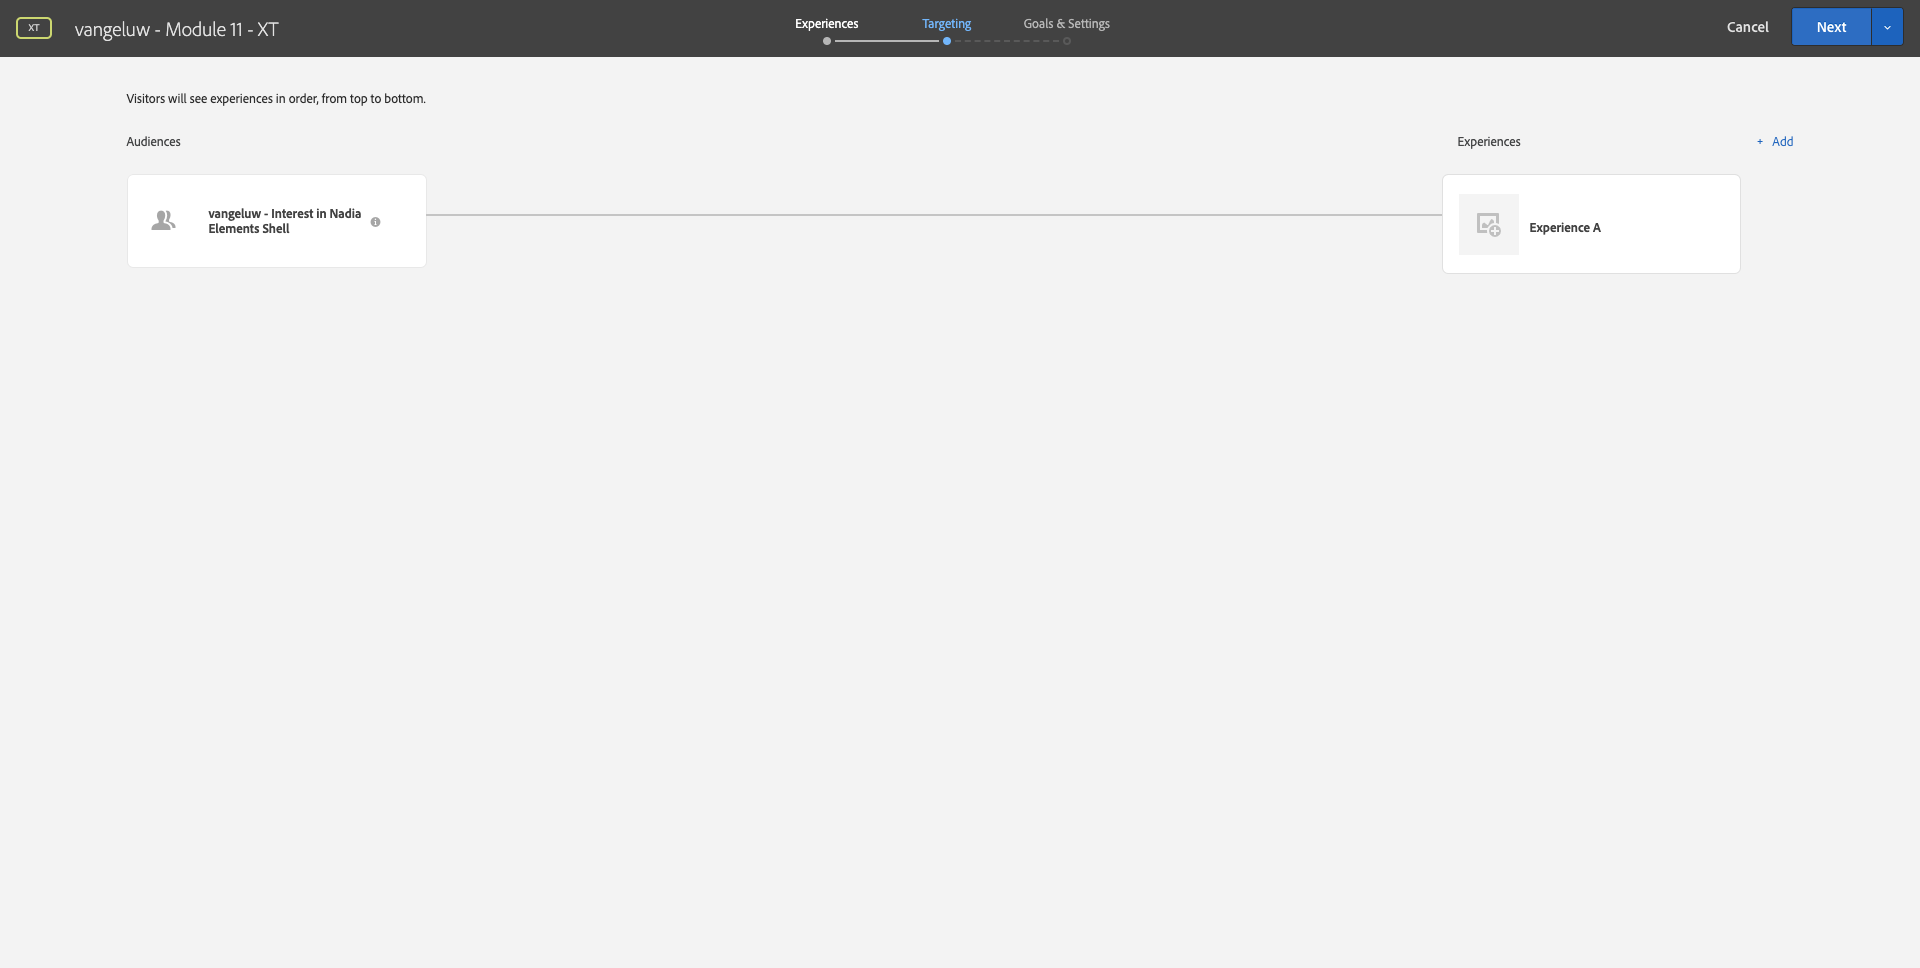 XT
vangeluw - Module 11 - XT
Experiences
Targeting
Goals & Settings
Cancel
Next
Visitors will see experiences in order, from top to bottom.
Audiences
Experiences
+ Add
vangeluw - Interest in Nadia
Elements Shell
Experience A